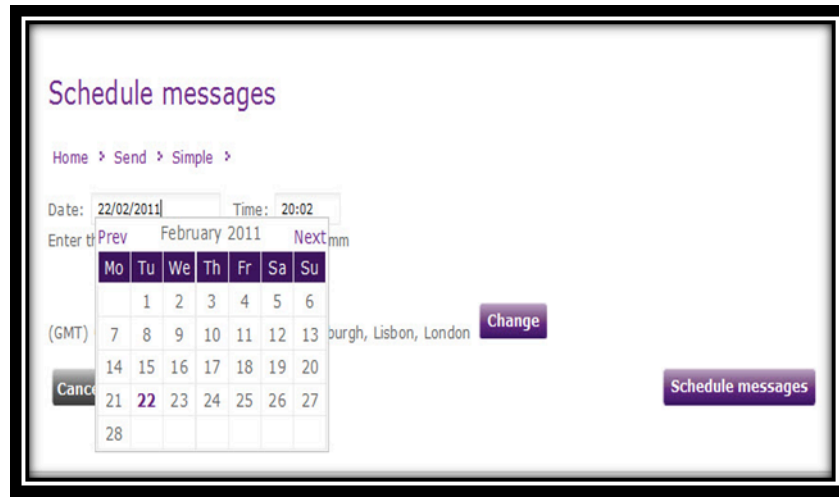 Schedule messages
Home > Send > Simple >
Date: 22/02/2011 Time: 20:02
Enter mm
Prev February 2011 Next
Mo Tu We Th Fr Sa Su
1 2 3 4 5 6
7 8 9 10 11 12 13
14 15 16 17 18 19 20
21 22 23 24 25 26 27
28
(GMT) Lisbon, London Change
Schedule messages